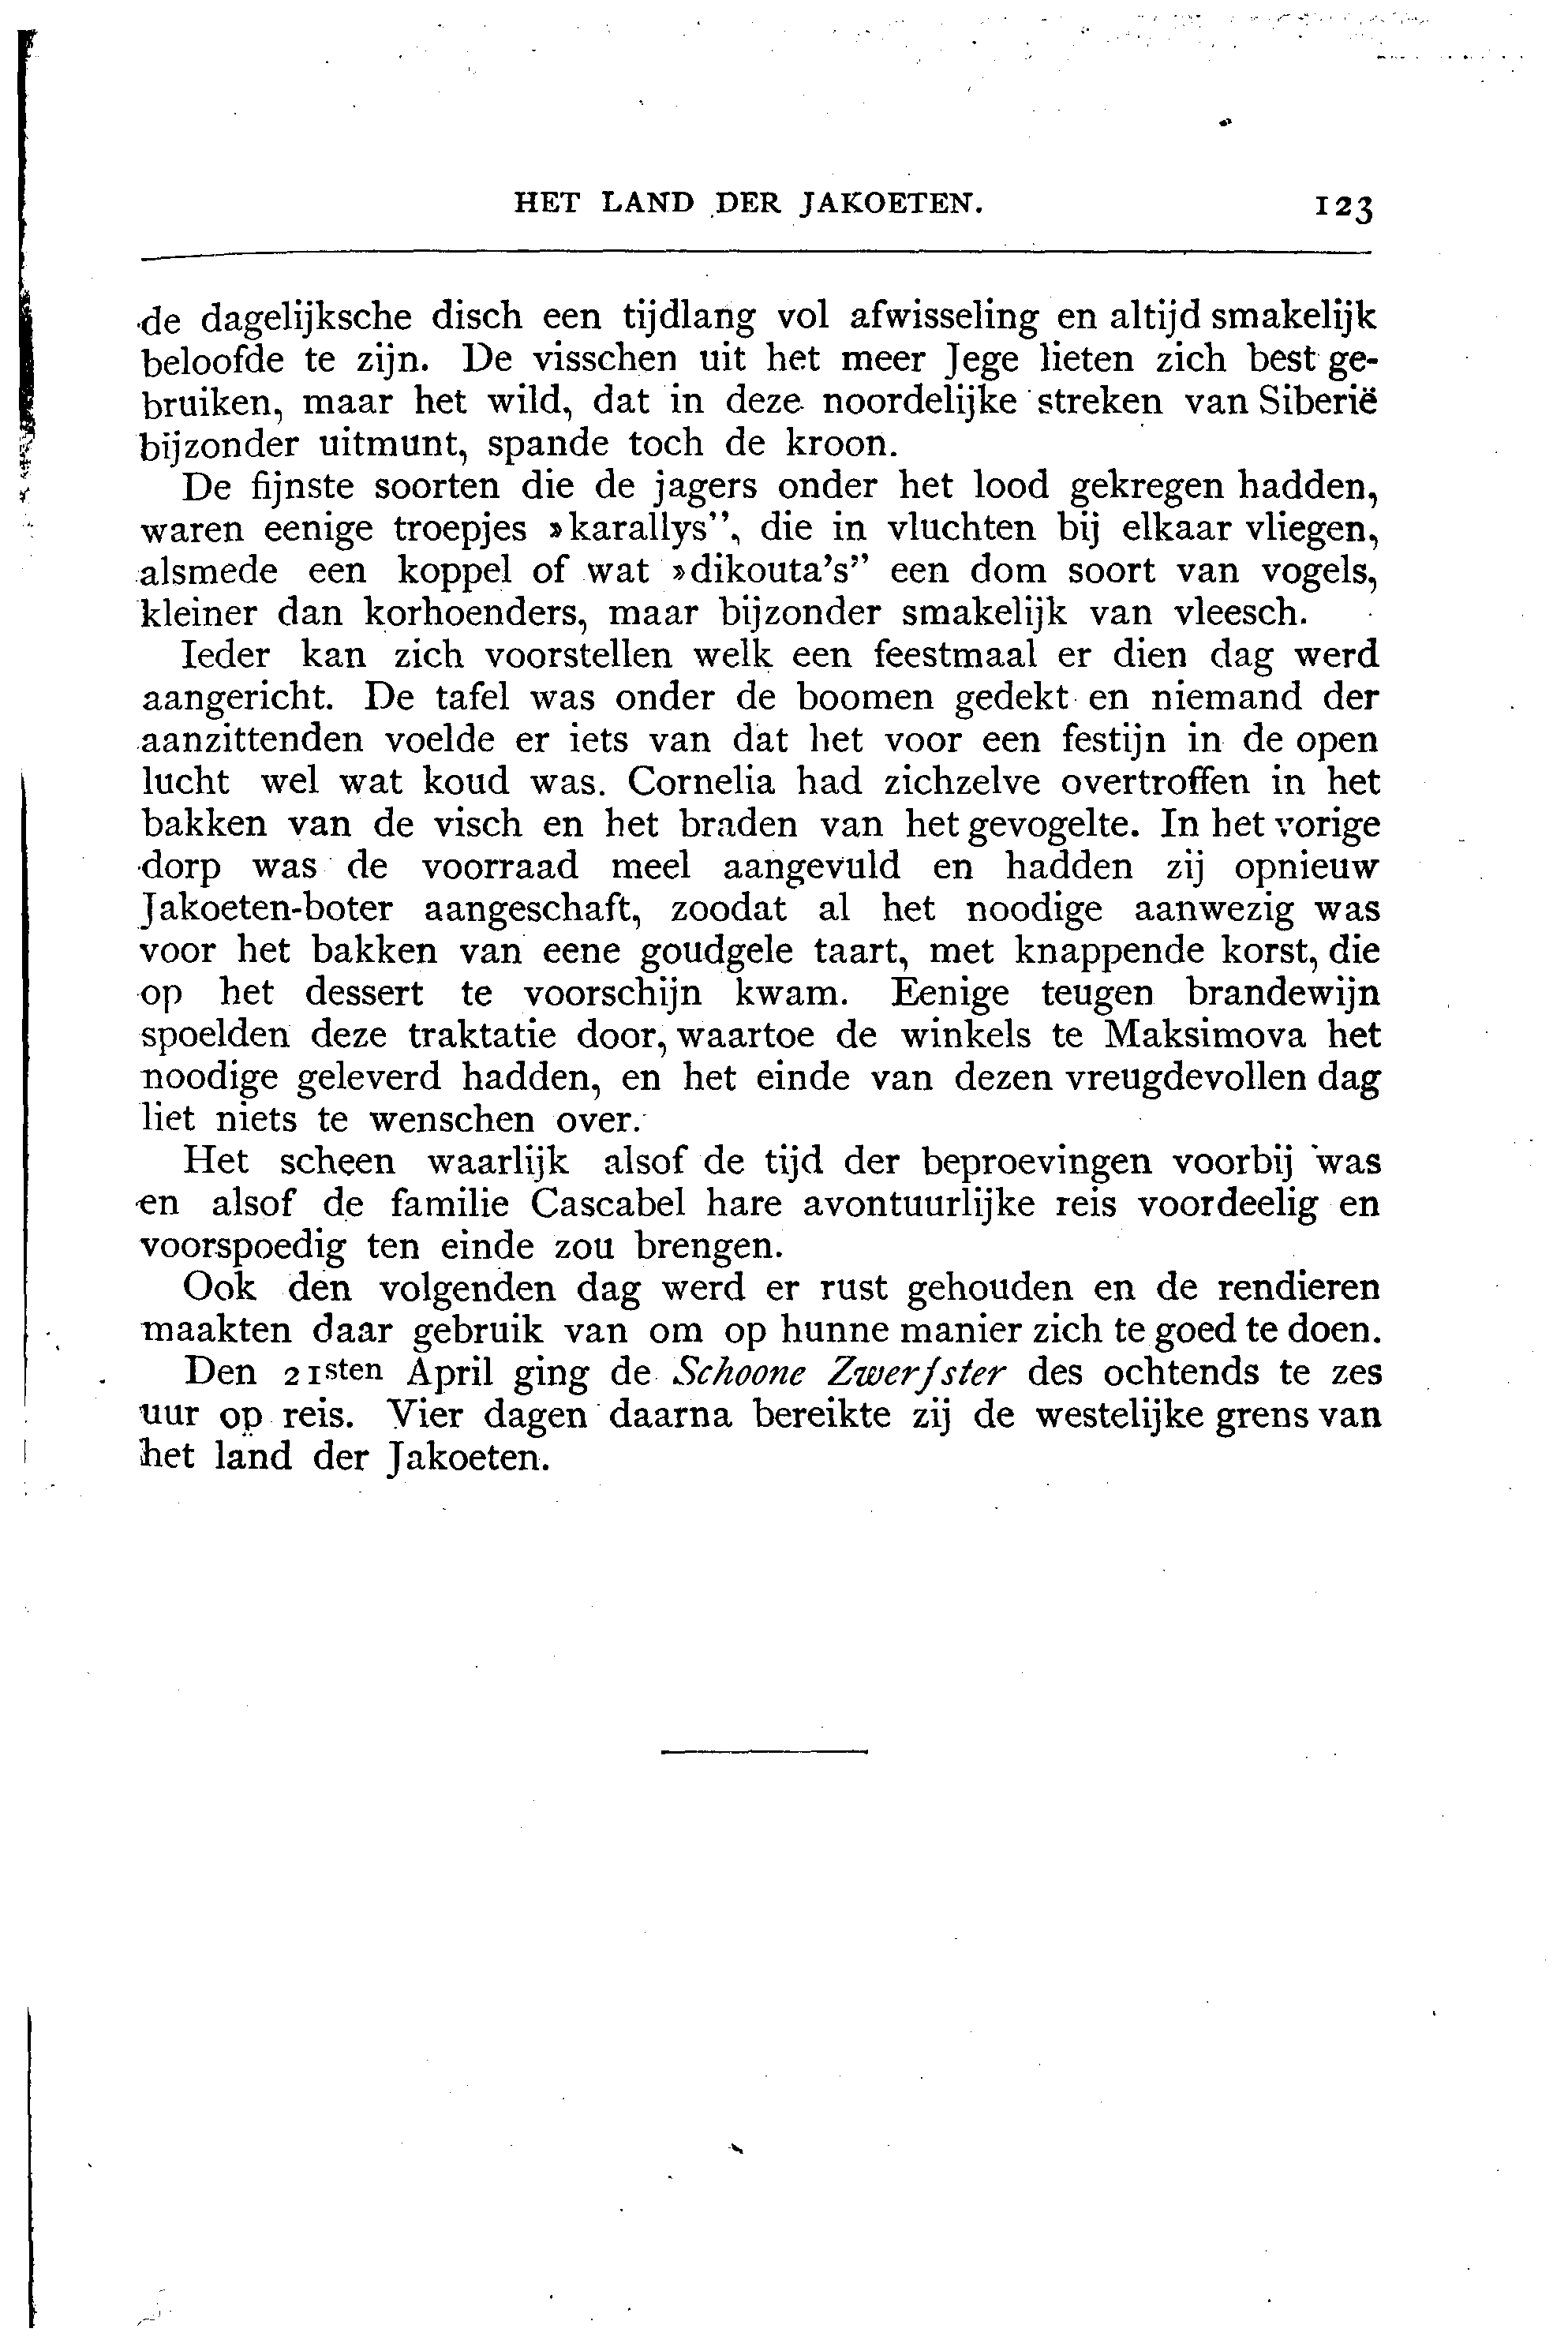 HET LAND DER JAKOETEN. 123
de dagelijksche disch een tijdlang vol afwisseling en altijd smakelijk
beloofde te zijn. De visschen uit het meer Jege lieten zich best ge-
bruiken, maar het wild, dat in deze noordelijke streken van Siberië
bijzonder uitmunt, spande toch de kroon.
De fijnste soorten die de jagers onder het lood gekregen hadden,
waren eenige troepjes »karallys”, die in vluchten bij elkaar vliegen,
alsmede een koppel of wat »dikouta's” een dom soort van vogels,
kleiner dan korhoenders, maar bijzonder smakelijk van vleesch.
Ieder kan zich voorstellen welk een feestmaal er dien dag werd
aangericht. De tafel was onder de boomen gedekt en niemand der
aanzittenden voelde er iets van dat het voor een festijn in de open
lucht wel wat koud was. Cornelia had zichzelve overtroffen in het
bakken van de visch en het braden van het gevogelte. In het vorige
dorp was de voorraad meel aangevuld en hadden zij opnieuw
Jakoeten-boter aangeschaft, zoodat al het noodige aanwezig was
voor het bakken van eene goudgele taart, met knappende korst, die
op het dessert te voorschijn kwam. Eenige teugen brandewijn
spoelden deze traktatie door, waartoe de winkels te Maksimova het
noodige geleverd hadden, en het einde van dezen vreugdevollen dag
liet niets te wenschen over.
Het scheen waarlijk alsof de tijd der beproevingen voorbij was
en alsof de familie Cascabel hare avontuurlijke reis voordeelig en
voorspoedig ten einde zou brengen.
Ook den volgenden dag werd er rust gehouden en de rendieren
maakten daar gebruik van om op hunne manier zich te goed te doen.
Den 21sten April ging de Schoone Zwerfster des ochtends te zes
uur op reis. Vier dagen daarna bereikte zij de westelijke grens van
het land der Jakoeten.